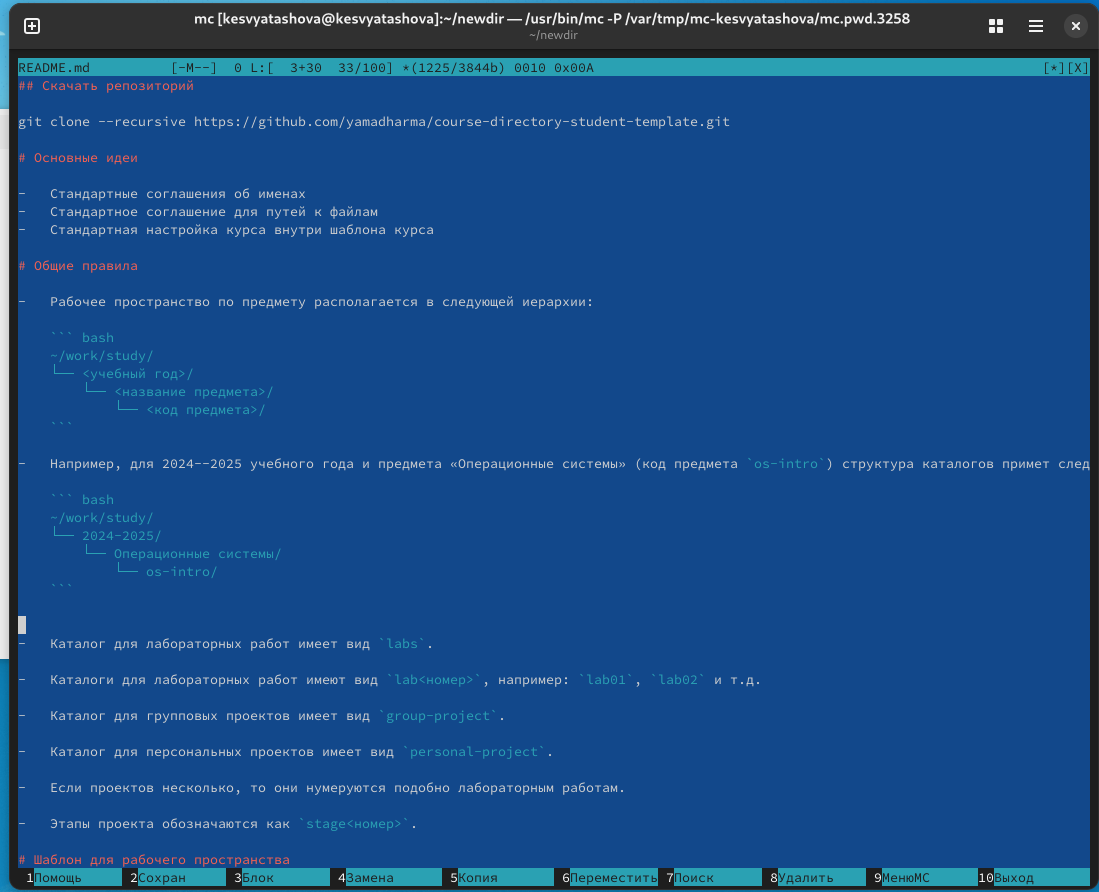 mc [kesvyatashova@kesvyatashova]:~/newdir — /usr/bin/mc -P /var/tmp/mc-kesvyatashova/mc.pwd.3258
~/newdir
README.md [-M--] 0 L:[ 3+30 33/100] *(1225/3844b) 0010 0x00A [*][X]
## Скачать репозиторий
git clone --recursive https://github.com/yamadharma/course-directory-student-template.git
# Основные идеи
- Стандартные соглашения об именах
- Стандартное соглашение для путей к файлам
- Стандартная настройка курса внутри шаблона курса
# Общие правила
- Рабочее пространство по предмету располагается в следующей иерархии:
``` bash
~/work/study/
└── <учебный год>/
└── <название предмета>/
└── <код предмета>/
```
- Например, для 2024--2025 учебного года и предмета «Операционные системы» (код предмета `os-intro`) структура каталогов примет след
``` bash
~/work/study/
└── 2024-2025/
└── Операционные системы/
└── os-intro/
```
- Каталог для лабораторных работ имеет вид `labs`.
- Каталоги для лабораторных работ имеют вид `lab<номер>`, например: `lab01`, `lab02` и т.д.
- Каталог для групповых проектов имеет вид `group-project`.
- Каталог для персональных проектов имеет вид `personal-project`.
- Если проектов несколько, то они нумеруются подобно лабораторным работам.
- Этапы проекта обозначаются как `stage<номер>`.
# Шаблон для рабочего пространства
1Помощь 2Сохран 3Блок 4Замена 5Копия 6Переместить 7Поиск 8Удалить 9МенюMC 10Выход